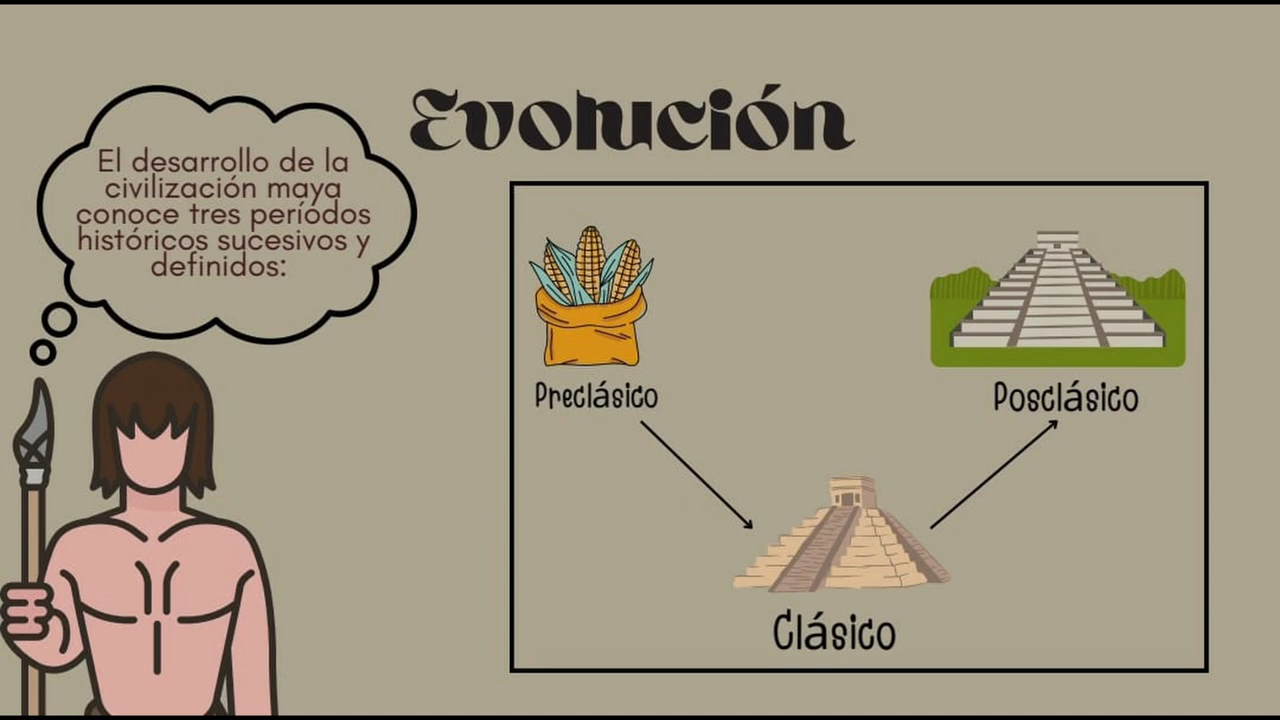 Evolución
El desarrollo de la
civilización maya
conoce tres períodos
históricos sucesivos y
definidos:
Preclásico
Posclásico
Clásico